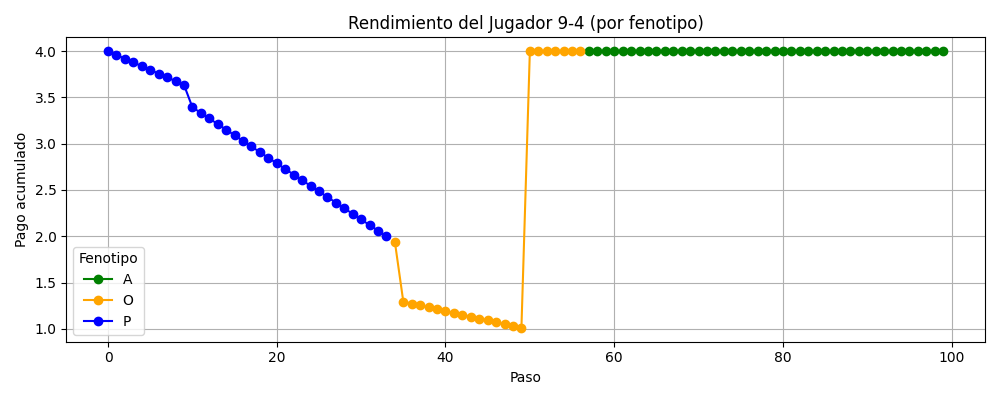 Rendimiento del Jugador 9-4 (por fenotipo)
Pago acumulado
4.0
3.5
3.0
2.5
2.0
1.5
1.0
Fenotipo
A
O
P
0 20 40 60 80 100
Paso